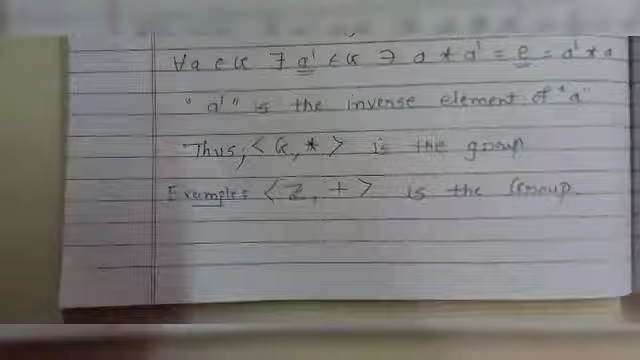 ∀a ∈ G ∃ a' ∈ G ∋ a * a' = e = a' * a
"a'" is the inverse element of "a"
Thus, <G, *> is the group
Examples <Z, +> is the Group.